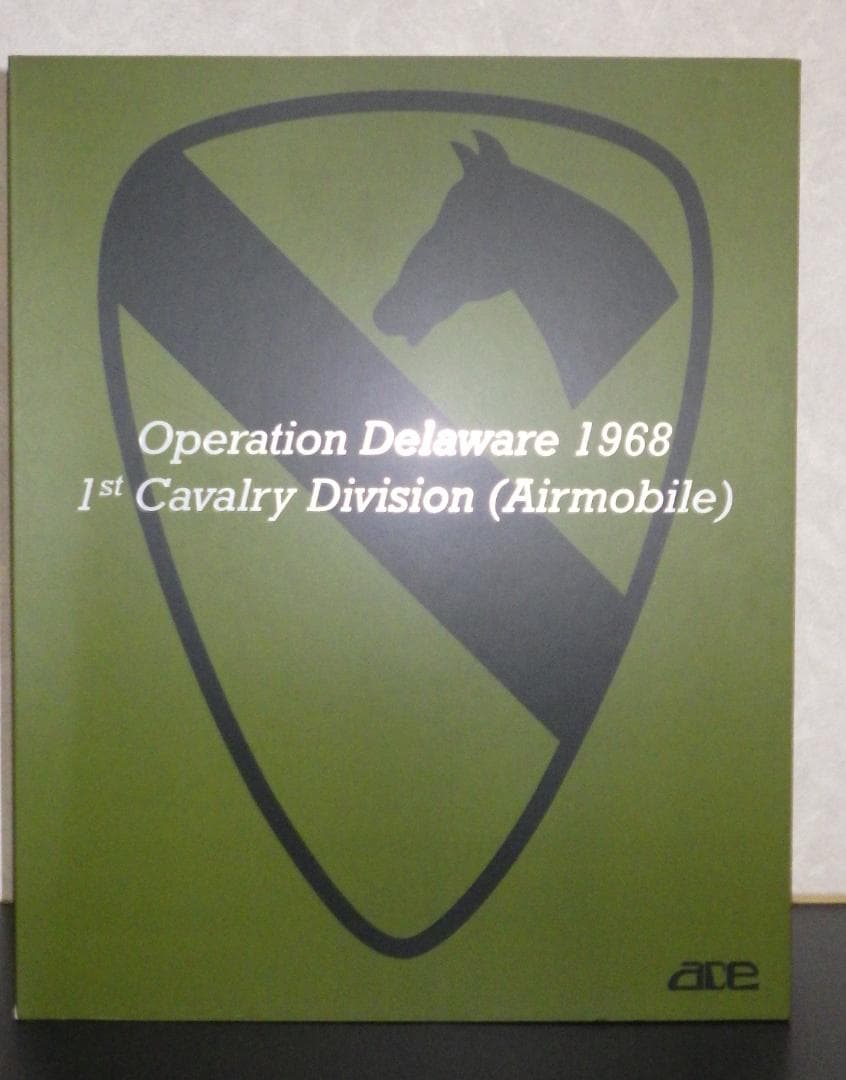 Operation Delaware 1968
1st Cavalry Division (Airmobile)
ace